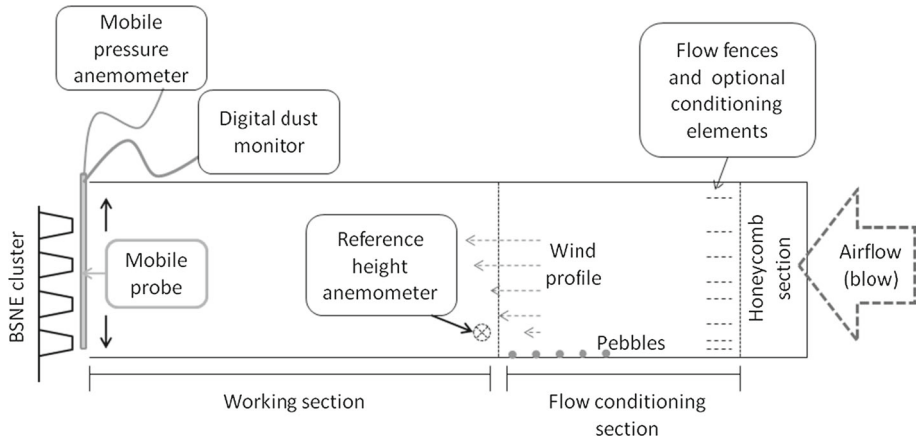 Mobile
pressure
anemometer
Digital dust
monitor
Flow fences
and optional
conditioning
elements
BSNE cluster
Mobile
probe
Reference
height
anemometer
Wind
profile
Pebbles
Honeycomb
section
Airflow
(blow)
Working section
Flow conditioning
section